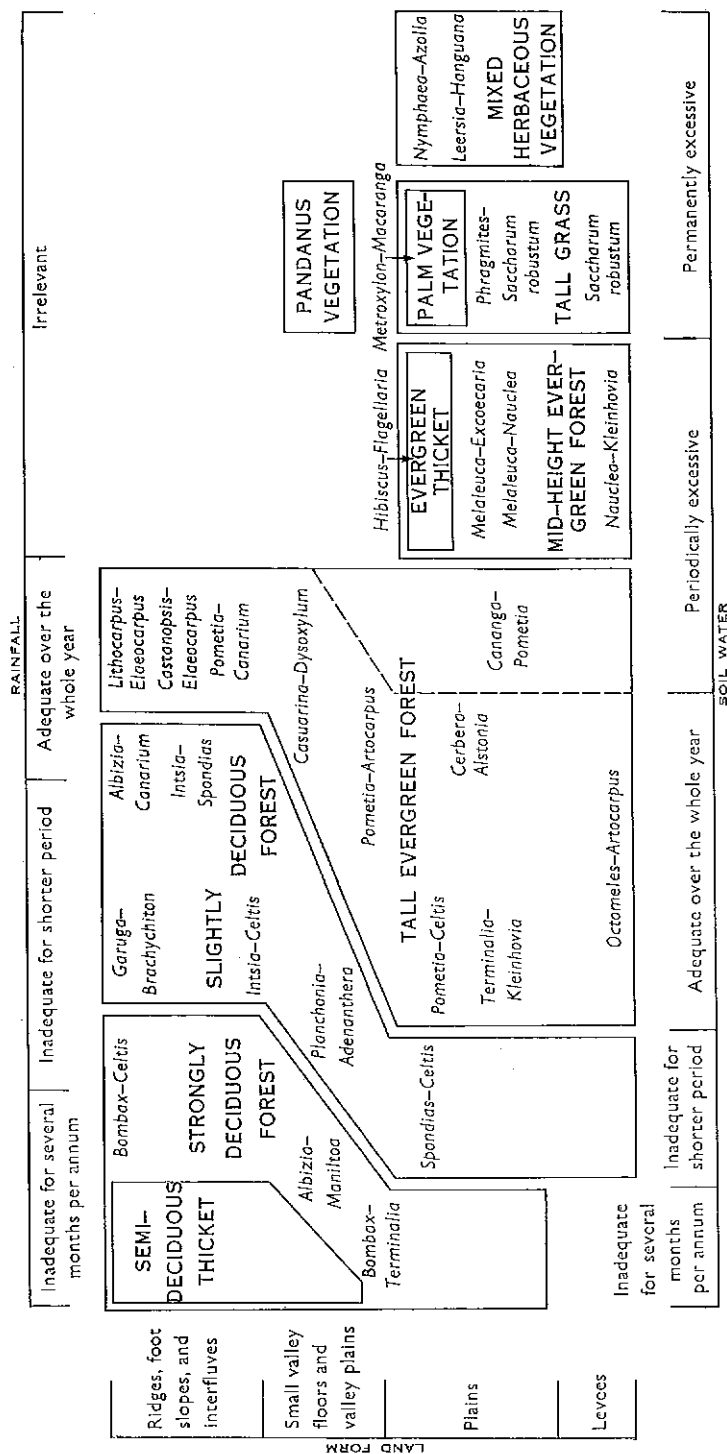 RAINFALL
Inadequate for several
months per annum
Inadequate for shorter period
Adequate over the
whole year
Irrelevant
LAND FORM
Ridges, foot
slopes, and
interfluves
Small valley
floors and
valley plains
Plains
Levees
SEMI–
DECIDUOUS
THICKET
Bombax–Celtis
STRONGLY
DECIDUOUS
FOREST
Albizia–
Maniltoa
Bombax–
Terminalia
Garuga–
Brachychiton
Albizia–
Canarium
Intsia–
Spondias
SLIGHTLY
DECIDUOUS
FOREST
Intsia–Celtis
Planchonia–
Adenanthera
Spondias–Celtis
Lithocarpus–
Elaeocarpus
Castanopsis–
Elaeocarpus
Pometia–
Canarium
Casuarina–Dysoxylum
Pometia–Artocarpus
TALL EVERGREEN FOREST
Pometia–Celtis
Cerbera–
Alstonia
Cananga–
Pometia
Terminalia–
Kleinhovia
Octomeles–Artocarpus
Hibiscus–Flagellaria
EVERGREEN
THICKET
Melaleuca–Excoecaria
Melaleuca–Nauclea
MID–HEIGHT EVER–
GREEN FOREST
Nauclea–Kleinhovia
PANDANUS
VEGETATION
Metroxylon–Macaranga
PALM VEGE–
TATION
Phragmites–
Saccharum
robustum
TALL GRASS
Saccharum
robustum
Nymphaea–Azolla
Leersia–Hanguana
MIXED
HERBACEOUS
VEGETATION
Inadequate
for several
months
per annum
Inadequate for
shorter period
Adequate over the whole year
Periodically excessive
Permanently excessive
SOIL WATER